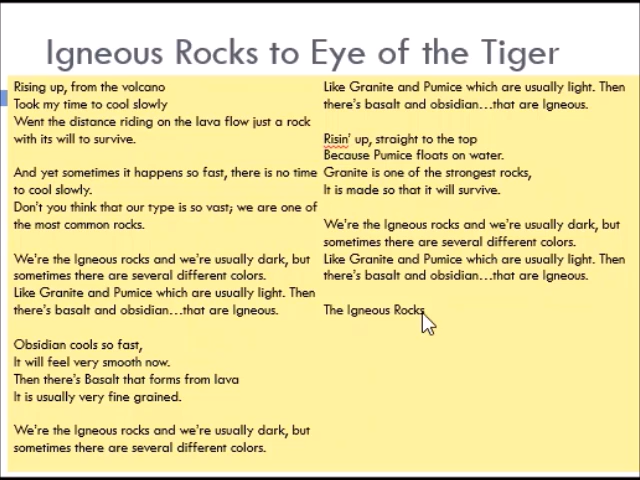 Igneous Rocks to Eye of the Tiger
Rising up, from the volcano
Took my time to cool slowly
Went the distance riding on the lava flow just a rock
with its will to survive.
And yet sometimes it happens so fast, there is no time
to cool slowly.
Don't you think that our type is so vast; we are one of
the most common rocks.
We're the Igneous rocks and we're usually dark, but
sometimes there are several different colors.
Like Granite and Pumice which are usually light. Then
there's basalt and obsidian…that are Igneous.
Obsidian cools so fast,
It will feel very smooth now.
Then there's Basalt that forms from lava
It is usually very fine grained.
We're the Igneous rocks and we're usually dark, but
sometimes there are several different colors.
Like Granite and Pumice which are usually light. Then
there's basalt and obsidian…that are Igneous.
Risin' up, straight to the top
Because Pumice floats on water.
Granite is one of the strongest rocks,
It is made so that it will survive.
We're the Igneous rocks and we're usually dark, but
sometimes there are several different colors.
Like Granite and Pumice which are usually light. Then
there's basalt and obsidian…that are Igneous.
The Igneous Rocks